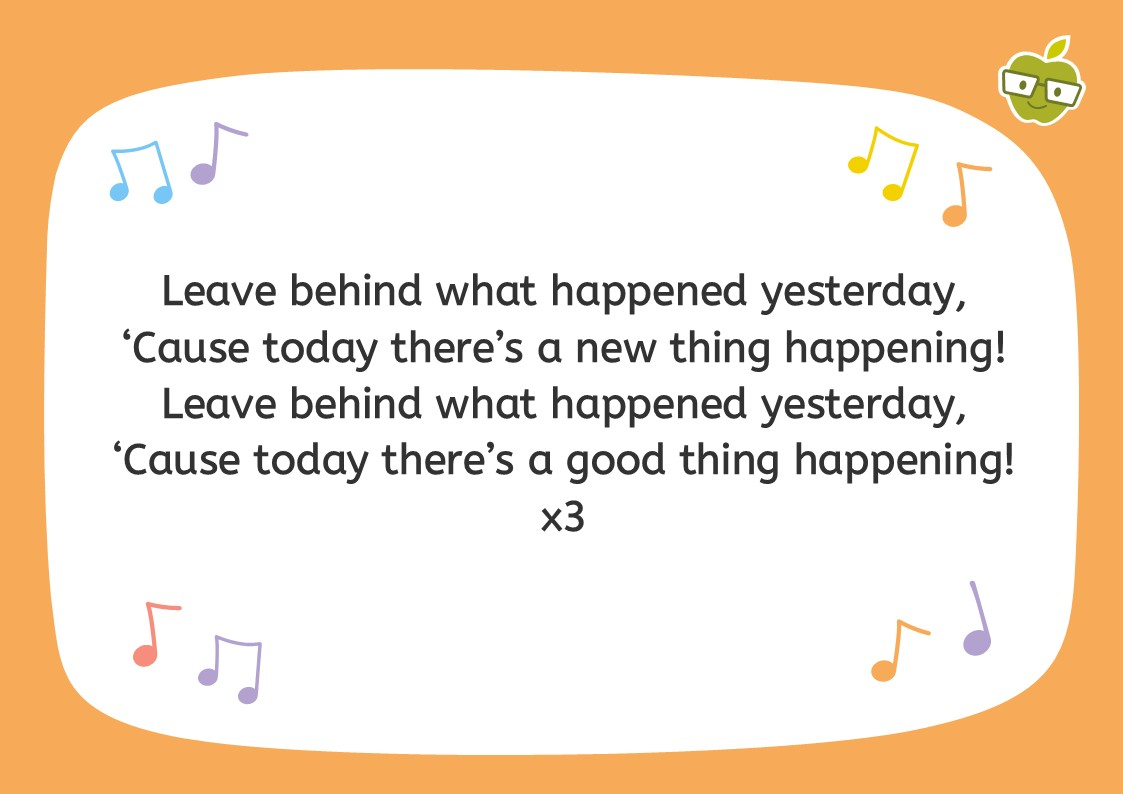 Leave behind what happened yesterday,
‘Cause today there’s a new thing happening!
Leave behind what happened yesterday,
‘Cause today there’s a good thing happening!
x3